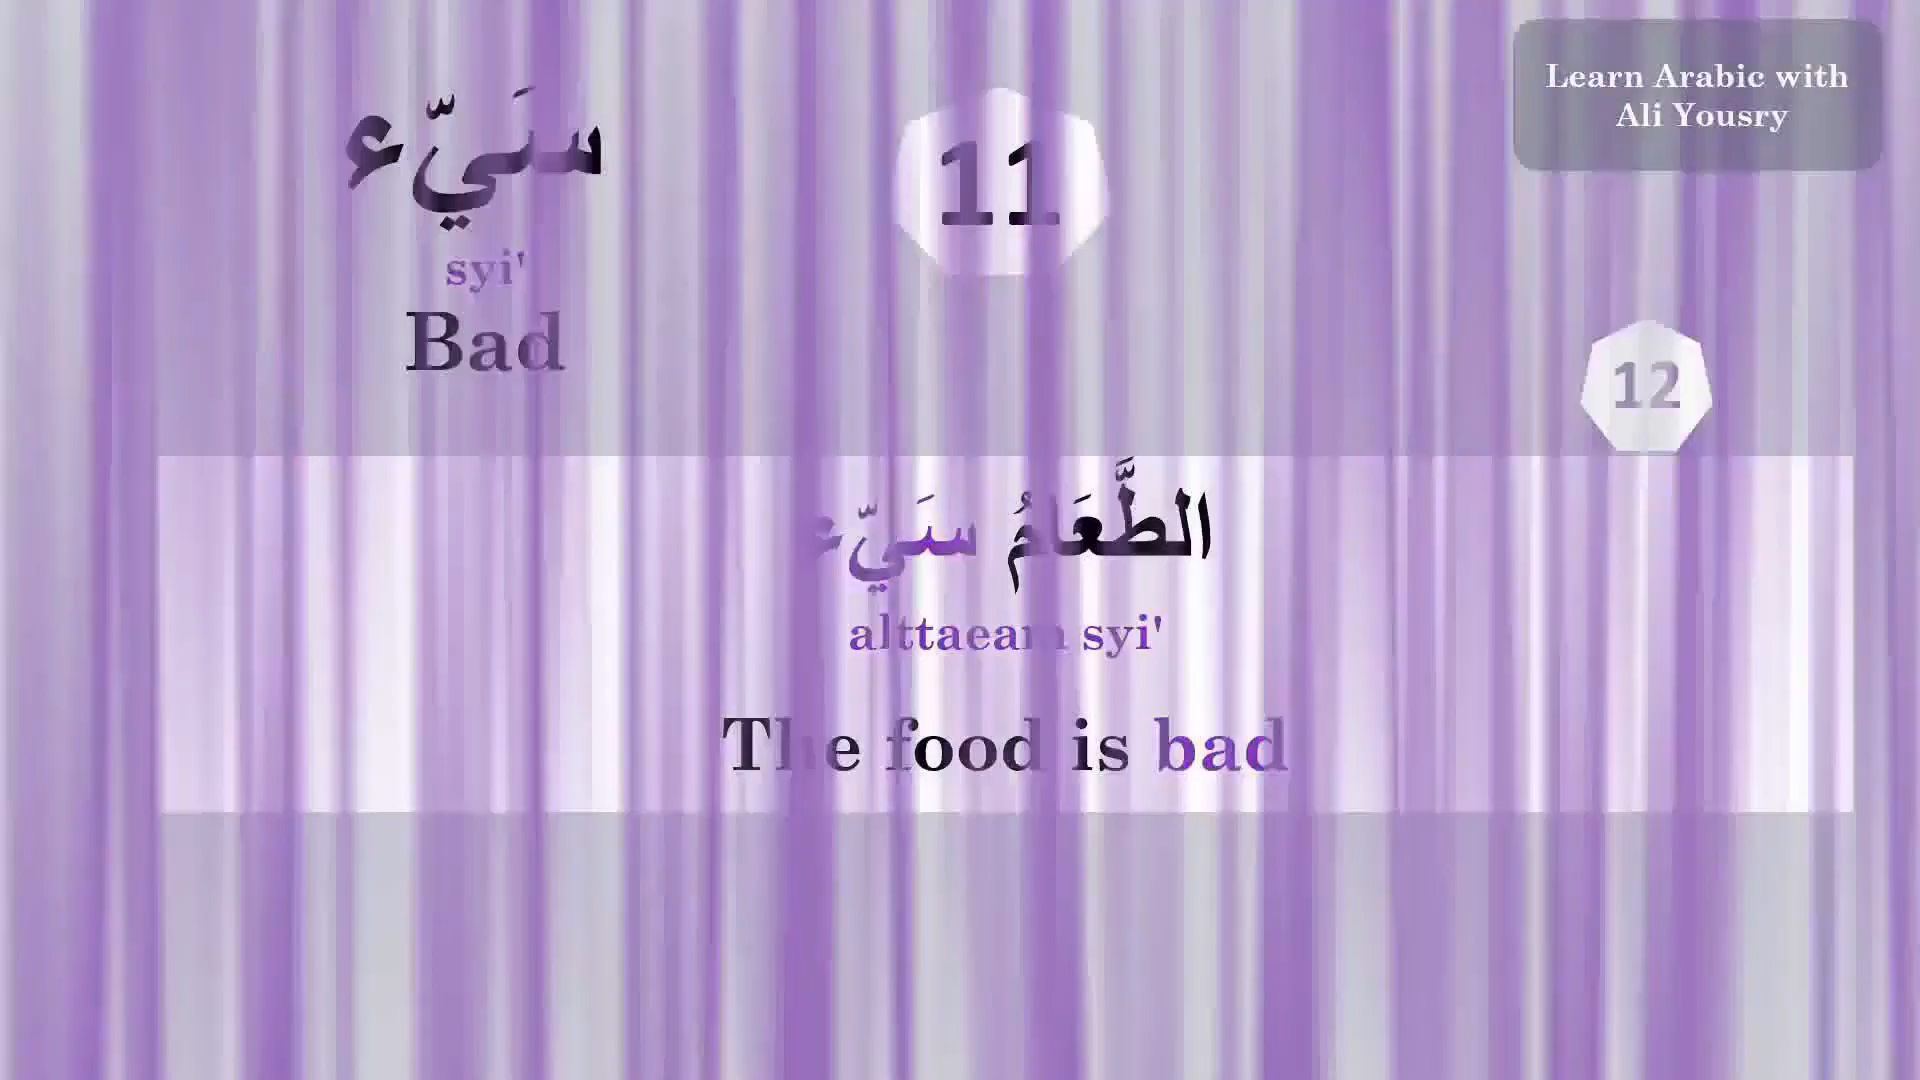 سَيّء
syi'
Bad
11
Learn Arabic with
Ali Yousry
12
الطَّعَامُ سَيّء
alttaeam syi'
The food is bad